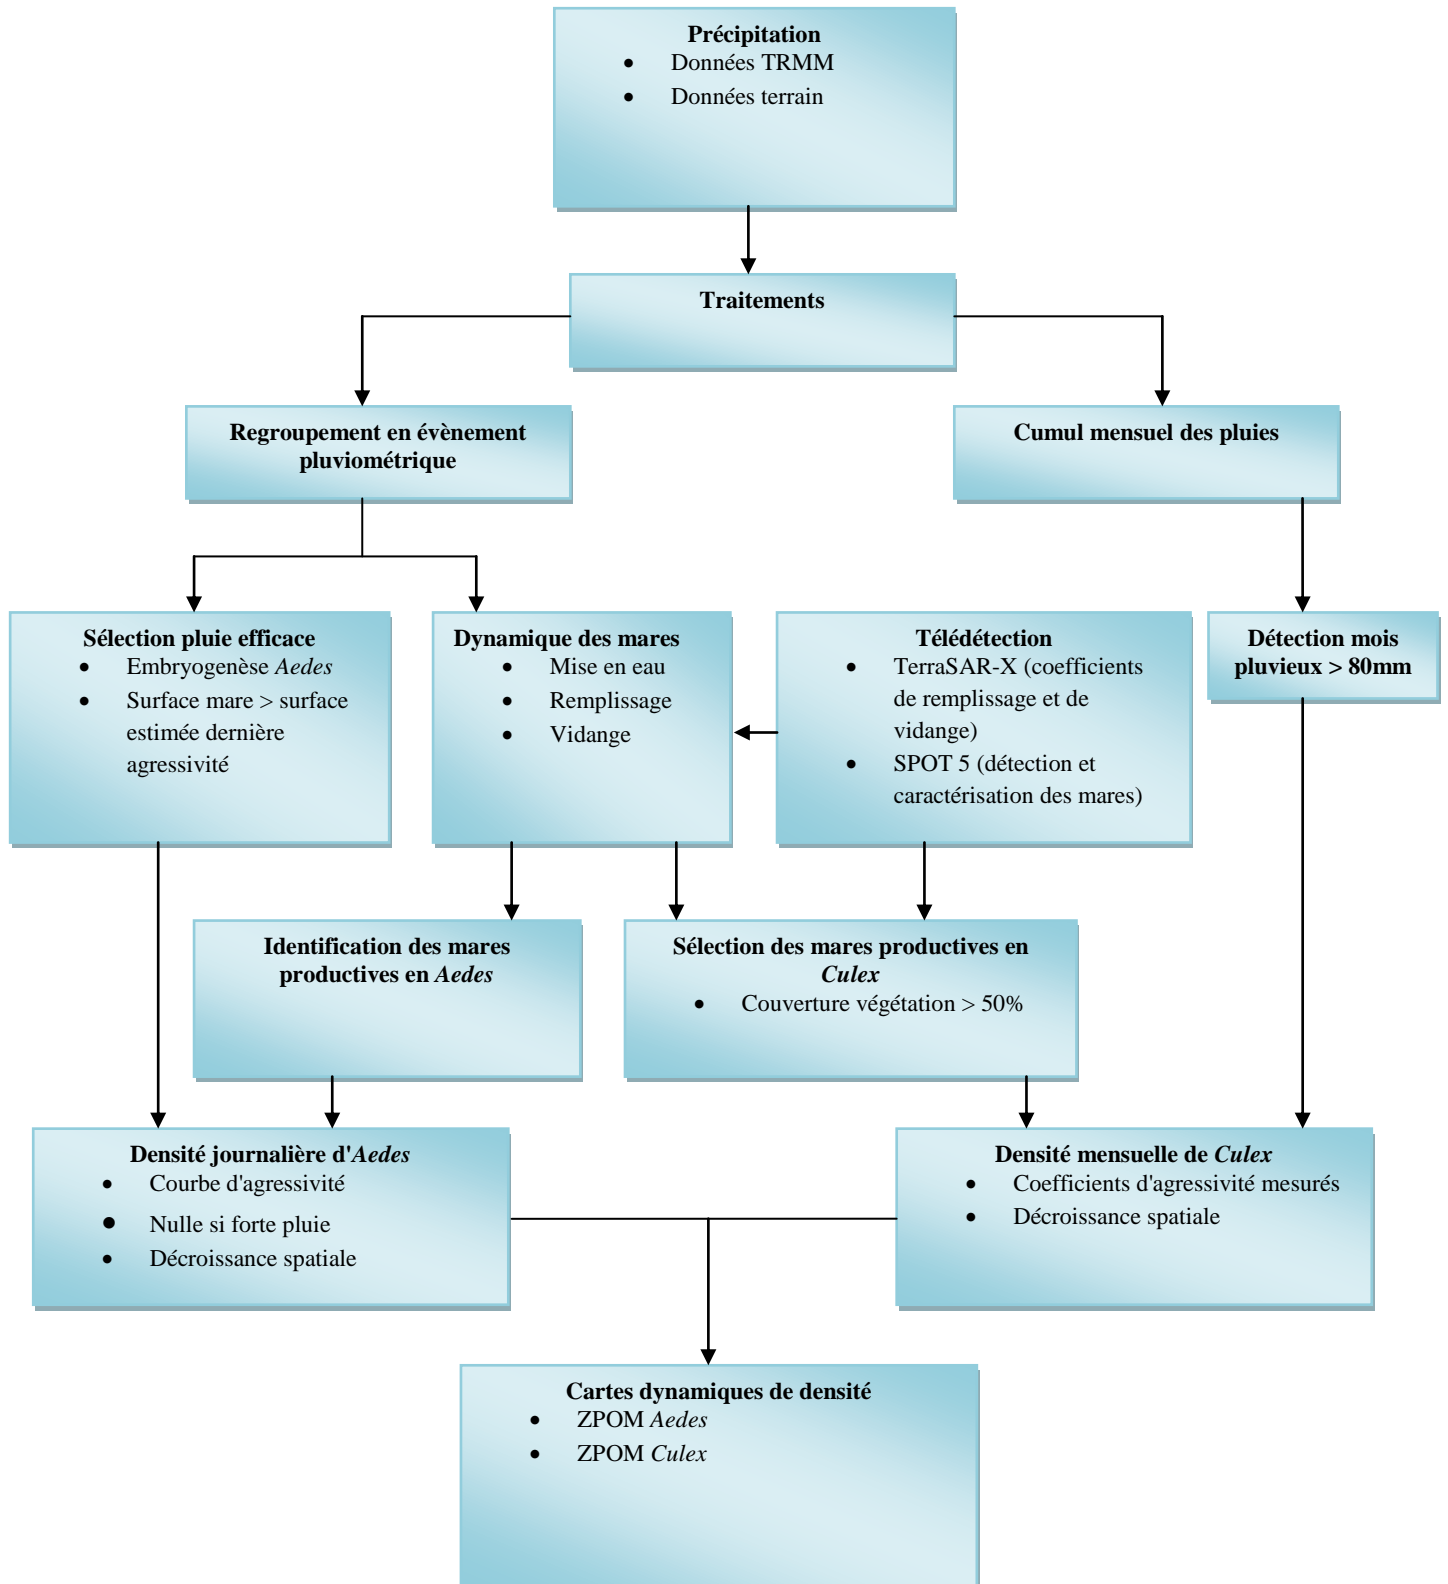 Précipitation
• Données TRMM
• Données terrain
Traitements
Regroupement en évènement
pluviométrique
Cumul mensuel des pluies
Sélection pluie efficace
• Embryogenèse Aedes
• Surface mare > surface
estimée dernière
agressivité
Dynamique des mares
• Mise en eau
• Remplissage
• Vidange
Télédétection
• TerraSAR-X (coefficients
de remplissage et de
vidange)
• SPOT 5 (détection et
caractérisation des mares)
Détection mois
pluvieux > 80mm
Identification des mares
productives en Aedes
Sélection des mares productives en
Culex
• Couverture végétation > 50%
Densité journalière d'Aedes
• Courbe d'agressivité
• Nulle si forte pluie
• Décroissance spatiale
Densité mensuelle de Culex
• Coefficients d'agressivité mesurés
• Décroissance spatiale
Cartes dynamiques de densité
• ZPOM Aedes
• ZPOM Culex